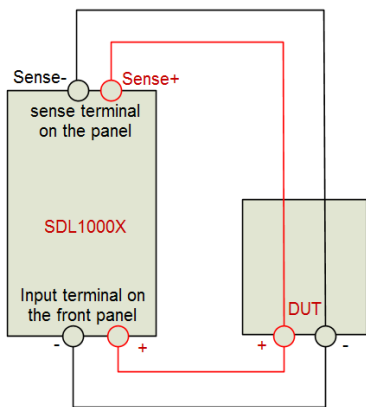 Sense-
Sense+
sense terminal
on the panel
SDL1000X
Input terminal on
the front panel
DUT
-
+
+
-